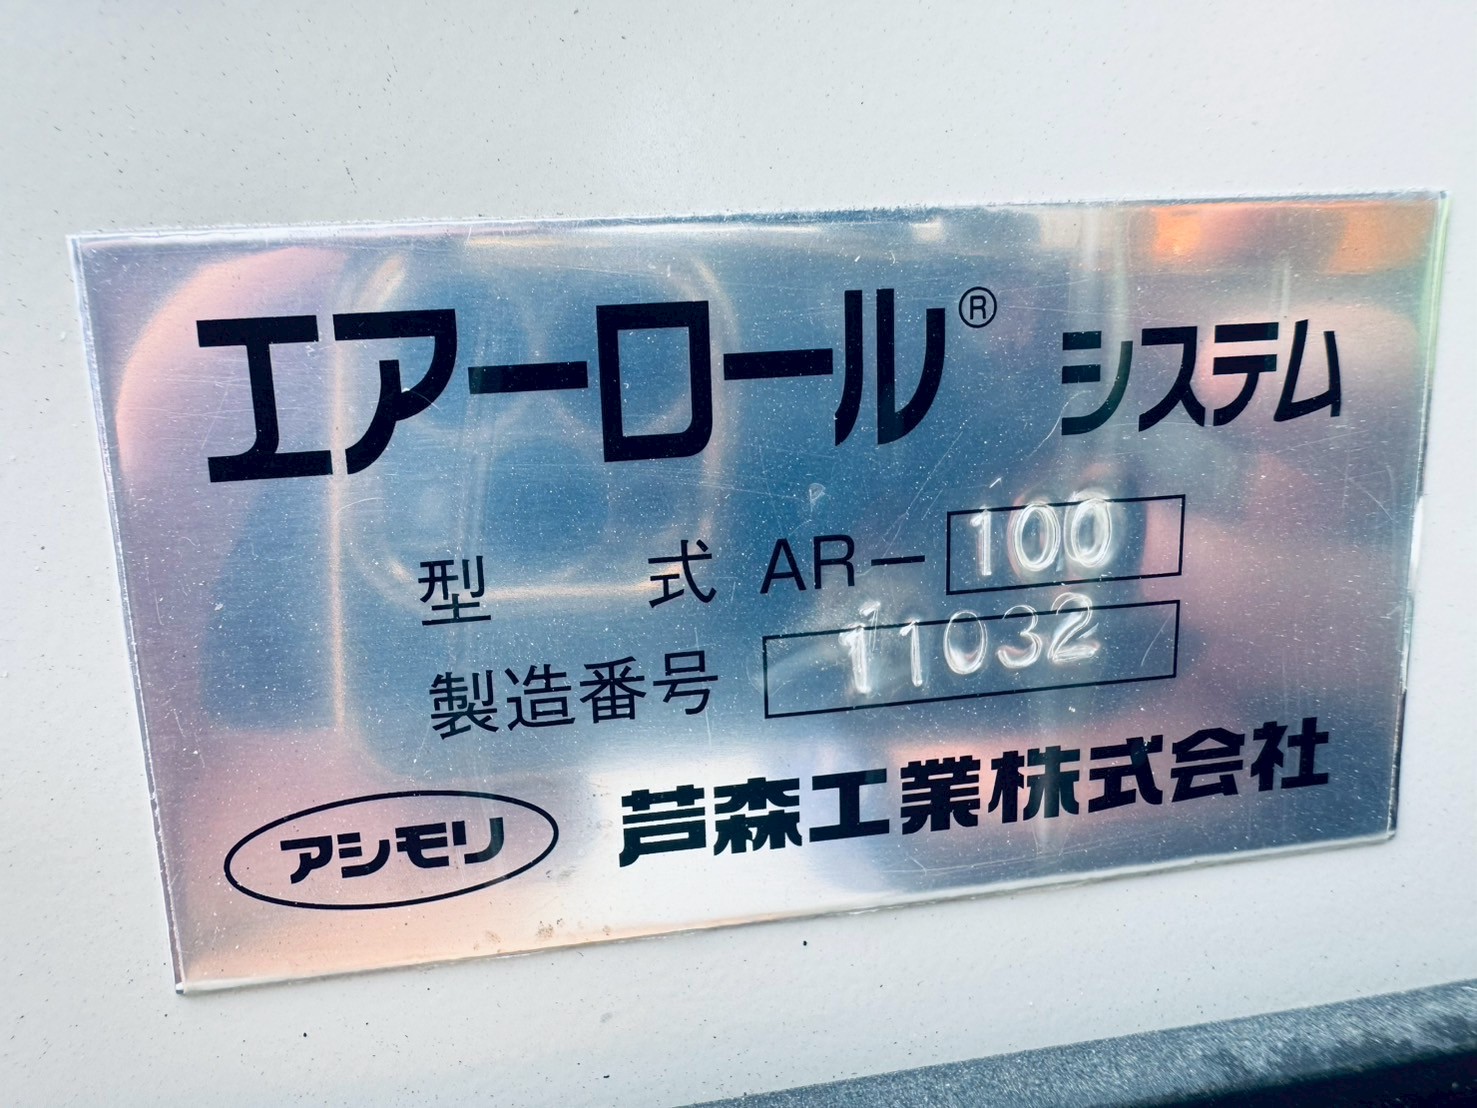 エアーロール® システム
型式 AR-100
製造番号 11032
アシモリ 芦森工業株式会社